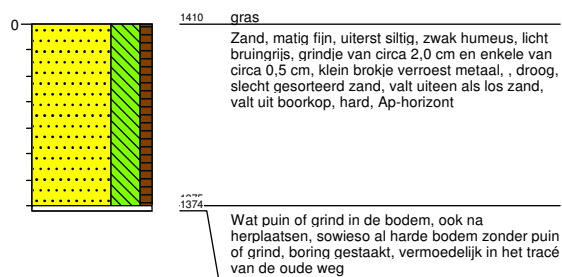 0
1410 gras
Zand, matig fijn, uiterst siltig, zwak humeus, licht
bruingrijs, grindje van circa 2,0 cm en enkele van
circa 0,5 cm, klein brokje verroest metaal, , droog,
slecht gesorteerd zand, valt uiteen als los zand,
valt uit boorkop, hard, Ap-horizont
1374
Wat puin of grind in de bodem, ook na
herplaatsen, sowieso al harde bodem zonder puin
of grind, boring gestaakt, vermoedelijk in het tracé
van de oude weg